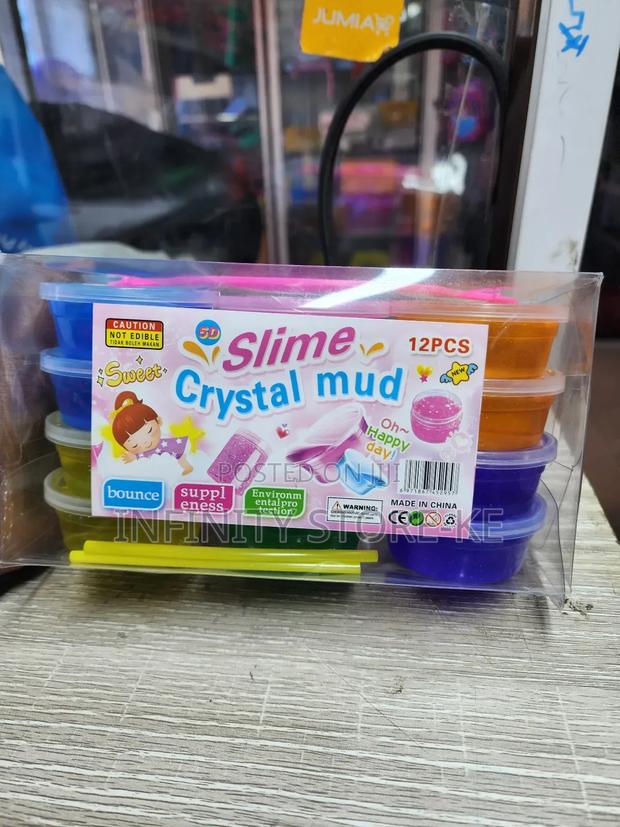 JUMIA
CAUTION
NOT EDIBLE
TIDAK BOLEH MAKAN
5D
Slime
12PCS
Sweet
Crystal mud
NEW
Oh~
Happy
day!
POSTED ON JIJI
bounce
suppl
eness
Environm
entalpro
tection
WARNING:
MADE IN CHINA
CE
INFINITY.STORE-KE